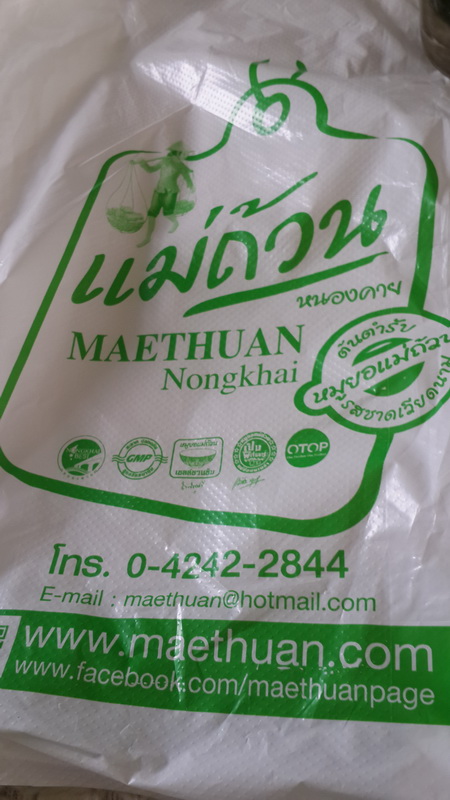 แม่ถ้วน
หนองคาย
MAETHUAN
Nongkhai
ต้นตำรับ
หมูยอแม่ถ้วน
รสชาดเวียดนาม
GMP
OTOP
โทร. 0-4242-2844
E-mail : maethuan@hotmail.com
www.maethuan.com
www.facebook.com/maethuanpage